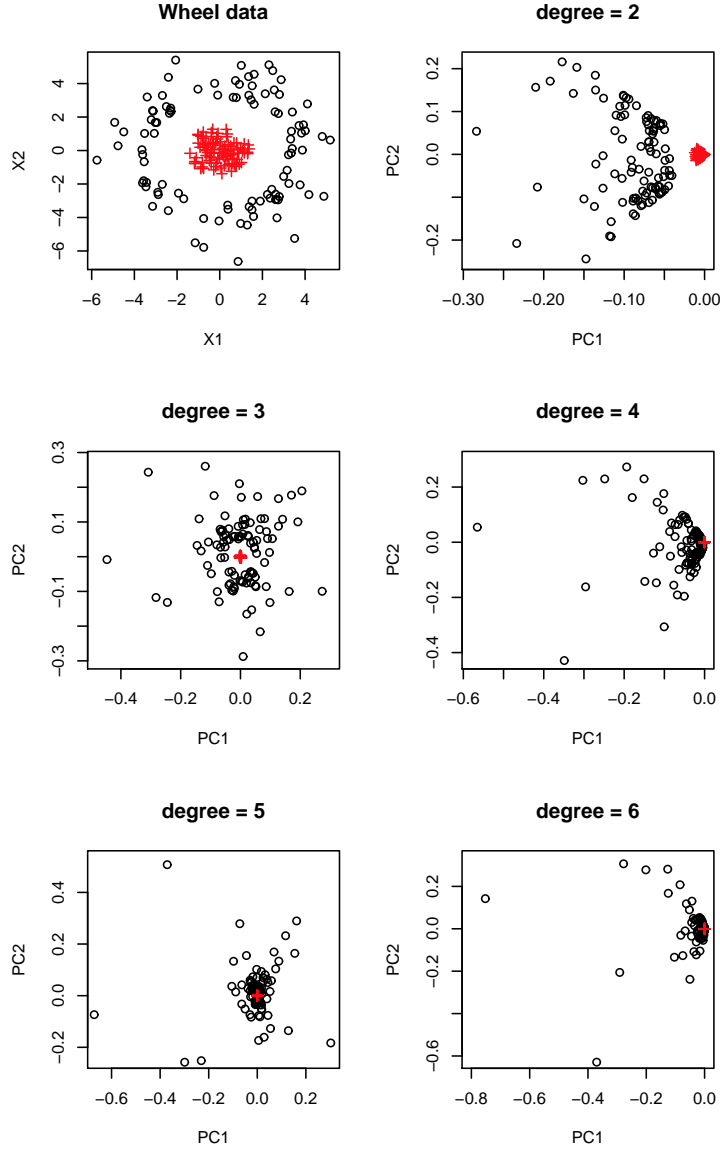 Wheel data
4
2
0
−2
−4
−6
X2
−6 −4 −2 0 2 4
X1
degree = 2
0.2
0.1
0.0
−0.2
PC2
−0.30 −0.20 −0.10 0.00
PC1
degree = 3
0.3
0.1
−0.1
−0.3
PC2
−0.4 −0.2 0.0 0.2
PC1
degree = 4
0.2
0.0
−0.2
−0.4
PC2
−0.6 −0.4 −0.2 0.0
PC1
degree = 5
0.4
0.2
0.0
−0.2
PC2
−0.6 −0.4 −0.2 0.0 0.2
PC1
degree = 6
0.2
0.0
−0.2
−0.6
PC2
−0.8 −0.6 −0.4 −0.2 0.0
PC1